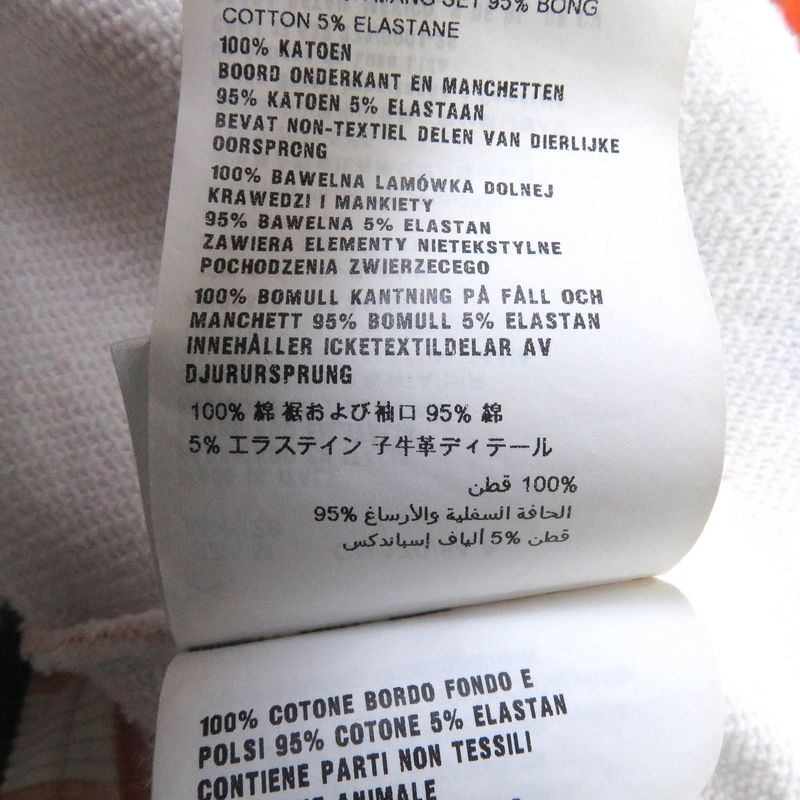 MANG SET 95% BONG
COTTON 5% ELASTANE
100% KATOEN
BOORD ONDERKANT EN MANCHETTEN
95% KATOEN 5% ELASTAAN
BEVAT NON-TEXTIEL DELEN VAN DIERLIJKE
OORSPRONG
100% BAWELNA LAMÓWKA DOLNEJ
KRAWEDZI I MANKIETY
95% BAWELNA 5% ELASTAN
ZAWIERA ELEMENTY NIETEKSTYLNE
POCHODZENIA ZWIERZECEGO
100% BOMULL KANTNING PÅ FÅLL OCH
MANCHETT 95% BOMULL 5% ELASTAN
INNEHÅLLER ICKETEXTILDELAR AV
DJURURSPRUNG
100% 綿 裾および袖口 95% 綿
5% エラステイン 子牛革ディテール
100% قطن
الحافة السفلية والأرساغ 95%
قطن 5% ألياف إسباندكس
100% COTONE BORDO FONDO E
POLSI 95% COTONE 5% ELASTAN
CONTIENE PARTI NON TESSILI
ANIMALE